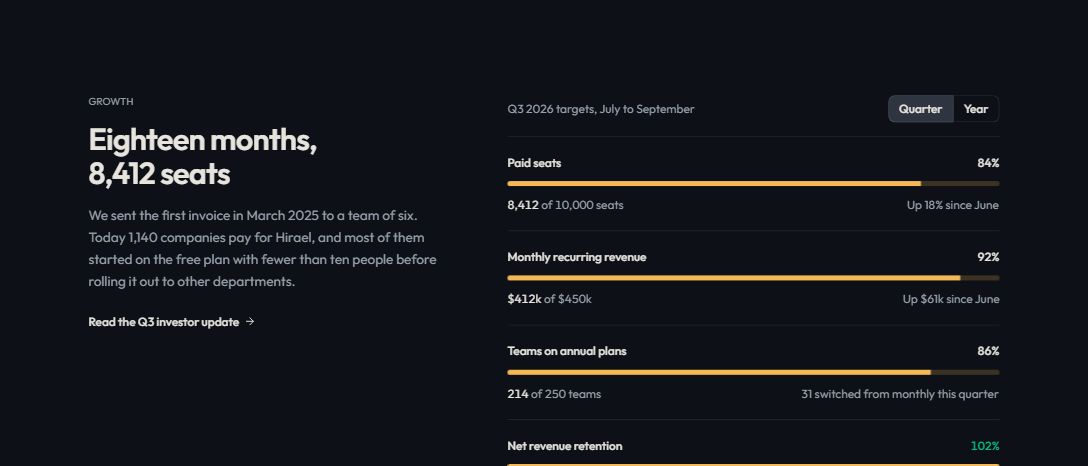 GROWTH
Eighteen months,
8,412 seats
We sent the first invoice in March 2025 to a team of six.
Today 1,140 companies pay for Hirael, and most of them
started on the free plan with fewer than ten people before
rolling it out to other departments.
Read the Q3 investor update →
Q3 2026 targets, July to September
Quarter Year
Paid seats 84%
8,412 of 10,000 seats Up 18% since June
Monthly recurring revenue 92%
$412k of $450k Up $61k since June
Teams on annual plans 86%
214 of 250 teams 31 switched from monthly this quarter
Net revenue retention 102%